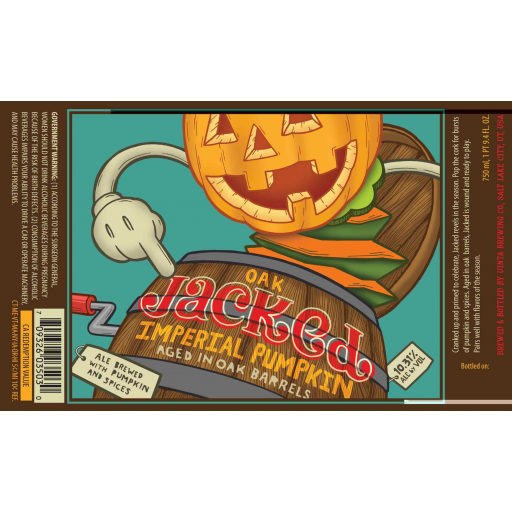 GOVERNMENT WARNING: (1) ACCORDING TO THE SURGEON GENERAL,
WOMEN SHOULD NOT DRINK ALCOHOLIC BEVERAGES DURING PREGNANCY
BECAUSE OF THE RISK OF BIRTH DEFECTS. (2) CONSUMPTION OF ALCOHOLIC
BEVERAGES IMPAIRS YOUR ABILITY TO DRIVE A CAR OR OPERATE MACHINERY,
AND MAY CAUSE HEALTH PROBLEMS.
CA REDEMPTION VALUE
OAK
Jacked
IMPERIAL PUMPKIN
AGED IN OAK BARRELS
ALE BREWED
WITH PUMPKIN
AND SPICES
10.31%
ALC BY VOL
Cranked up and primed to celebrate, Jacked revels in the season. Pop the cork for bursts
of pumpkin and spices. Aged in oak barrels, Jacked is wound and ready to play.
Pairs well with flavors of the season.
Bottled on:
750 ml, 1 PT 9.4 FL. OZ.
BREWED & BOTTLED BY UINTA BREWING CO, SALT LAKE CITY, UT, USA